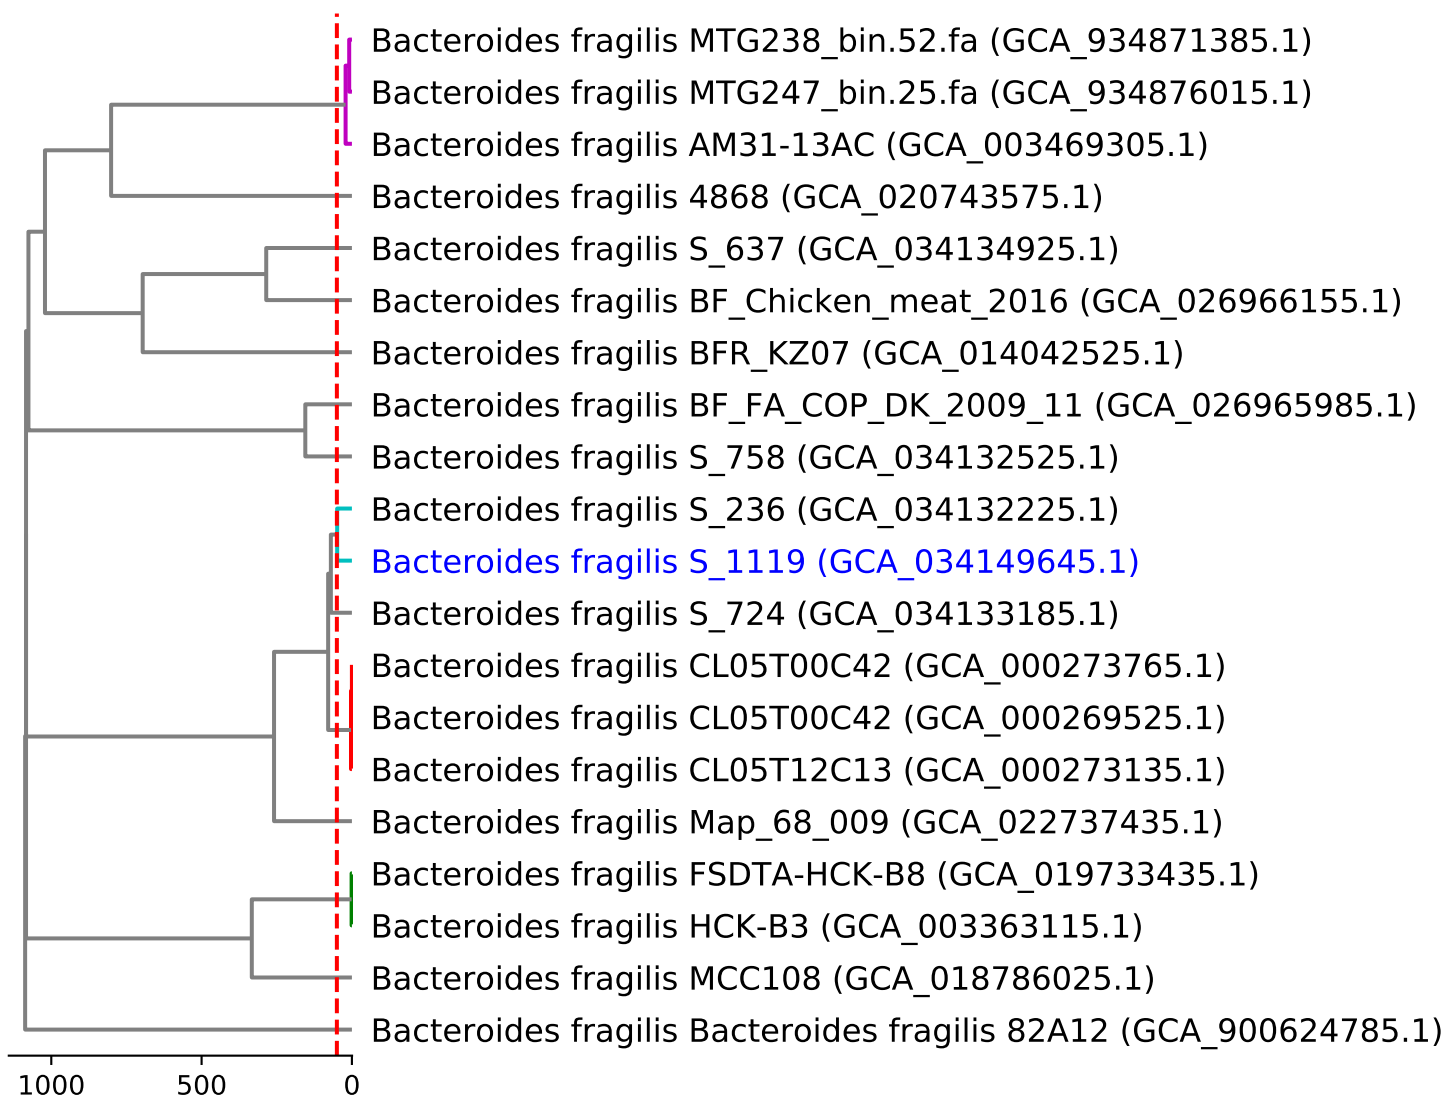 Bacteroides fragilis MTG238_bin.52.fa (GCA_934871385.1)
Bacteroides fragilis MTG247_bin.25.fa (GCA_934876015.1)
Bacteroides fragilis AM31-13AC (GCA_003469305.1)
Bacteroides fragilis 4868 (GCA_020743575.1)
Bacteroides fragilis S_637 (GCA_034134925.1)
Bacteroides fragilis BF_Chicken_meat_2016 (GCA_026966155.1)
Bacteroides fragilis BFR_KZ07 (GCA_014042525.1)
Bacteroides fragilis BF_FA_COP_DK_2009_11 (GCA_026965985.1)
Bacteroides fragilis S_758 (GCA_034132525.1)
Bacteroides fragilis S_236 (GCA_034132225.1)
Bacteroides fragilis S_1119 (GCA_034149645.1)
Bacteroides fragilis S_724 (GCA_034133185.1)
Bacteroides fragilis CL05T00C42 (GCA_000273765.1)
Bacteroides fragilis CL05T00C42 (GCA_000269525.1)
Bacteroides fragilis CL05T12C13 (GCA_000273135.1)
Bacteroides fragilis Map_68_009 (GCA_022737435.1)
Bacteroides fragilis FSDTA-HCK-B8 (GCA_019733435.1)
Bacteroides fragilis HCK-B3 (GCA_003363115.1)
Bacteroides fragilis MCC108 (GCA_018786025.1)
Bacteroides fragilis Bacteroides fragilis 82A12 (GCA_900624785.1)
1000 500 0